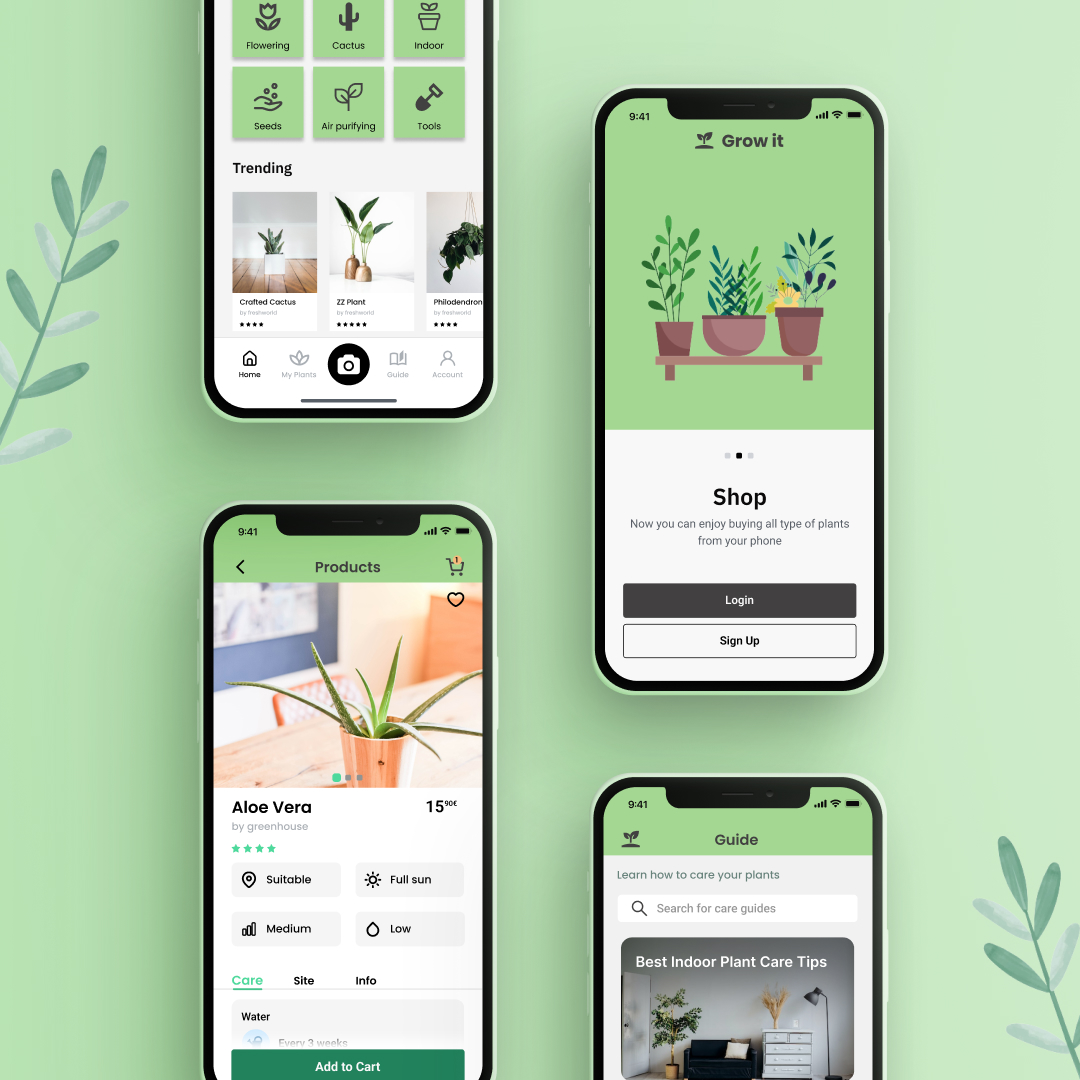 Flowering Cactus Indoor
Seeds Air purifying Tools
Trending
Crafted Cactus ZZ Plant Philodendron
by freshworld by freshworld by freshworld
Home My Plants Guide Account
9:41
Grow it
Shop
Now you can enjoy buying all type of plants
from your phone
Login
Sign Up
9:41
Products
1
Aloe Vera 15 90€
by greenhouse
Suitable Full sun
Medium Low
Care Site Info
Water
Every 3 weeks
Add to Cart
9:41
Guide
Learn how to care your plants
Search for care guides
Best Indoor Plant Care Tips